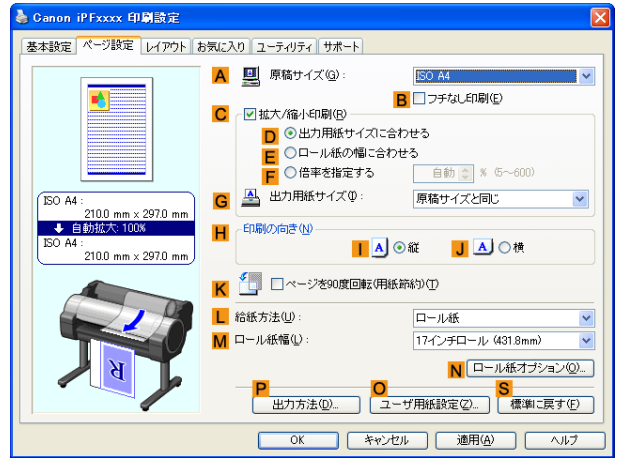 Canon iPFxxxx 印刷設定
基本設定 ページ設定 レイアウト お気に入り ユーティリティ サポート
A 原稿サイズ(G): ISO A4
B フチなし印刷(E)
C 拡大/縮小印刷(R)
D 出力用紙サイズに合わせる
E ロール紙の幅に合わせる
F 倍率を指定する 自動 % (5～600)
G 出力用紙サイズ(I): 原稿サイズと同じ
ISO A4 :
210.0 mm x 297.0 mm
自動拡大: 100%
ISO A4 :
210.0 mm x 297.0 mm
H 印刷の向き(N)
I A 縦 J A 横
K ページを90度回転(用紙節約)(T)
L 給紙方法(U): ロール紙
M ロール紙幅(L): 17インチロール (431.8mm)
R
N ロール紙オプション(Q)...
P O S
出力方法(D)... ユーザ用紙設定(Z)... 標準に戻す(F)
OK キャンセル 適用(A) ヘルプ